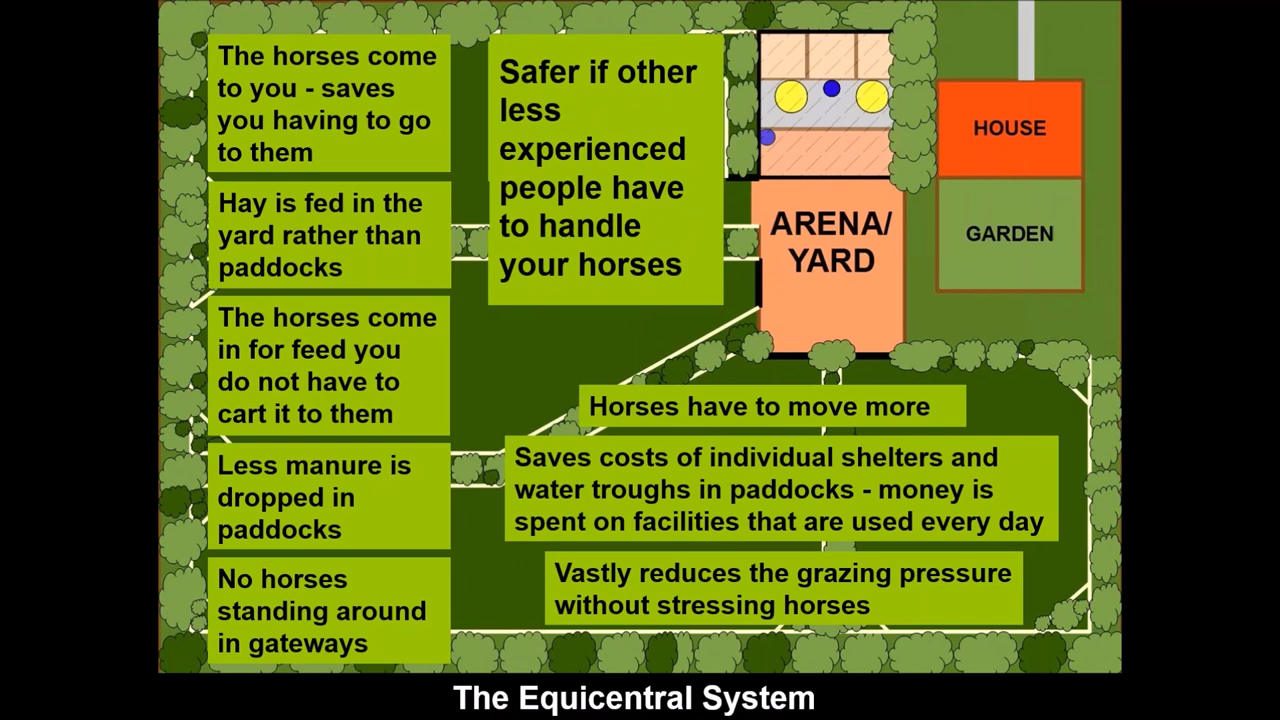 The horses come
to you - saves
you having to go
to them
Hay is fed in the
yard rather than
paddocks
The horses come
in for feed you
do not have to
cart it to them
Less manure is
dropped in
paddocks
No horses
standing around
in gateways
Safer if other
less
experienced
people have
to handle
your horses
ARENA/
YARD
HOUSE
GARDEN
Horses have to move more
Saves costs of individual shelters and
water troughs in paddocks - money is
spent on facilities that are used every day
Vastly reduces the grazing pressure
without stressing horses
The Equicentral System